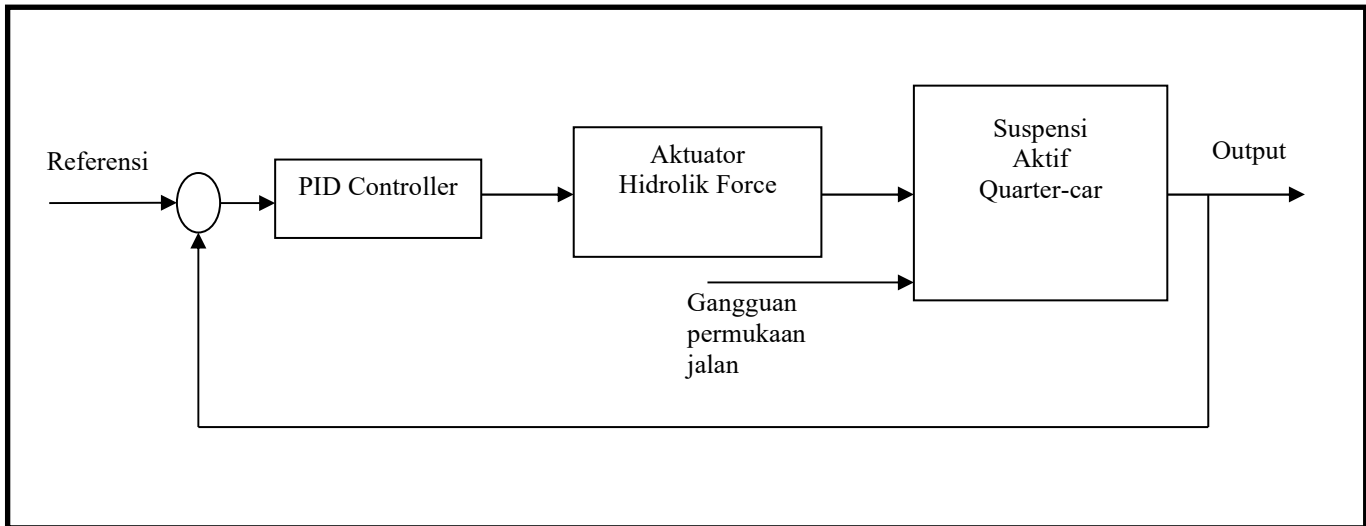 Referensi
PID Controller
Aktuator
Hidrolik Force
Suspensi
Aktif
Quarter-car
Output
Gangguan
permukaan
jalan